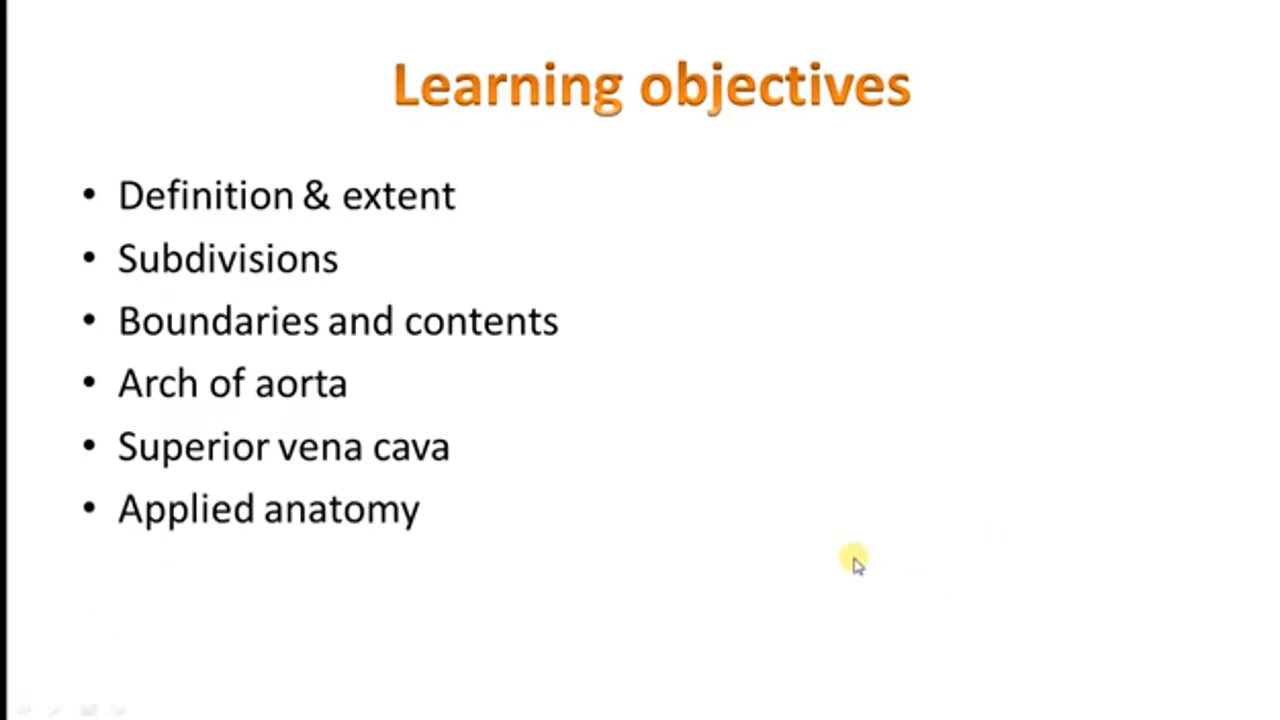 Learning objectives
• Definition & extent
• Subdivisions
• Boundaries and contents
• Arch of aorta
• Superior vena cava
• Applied anatomy